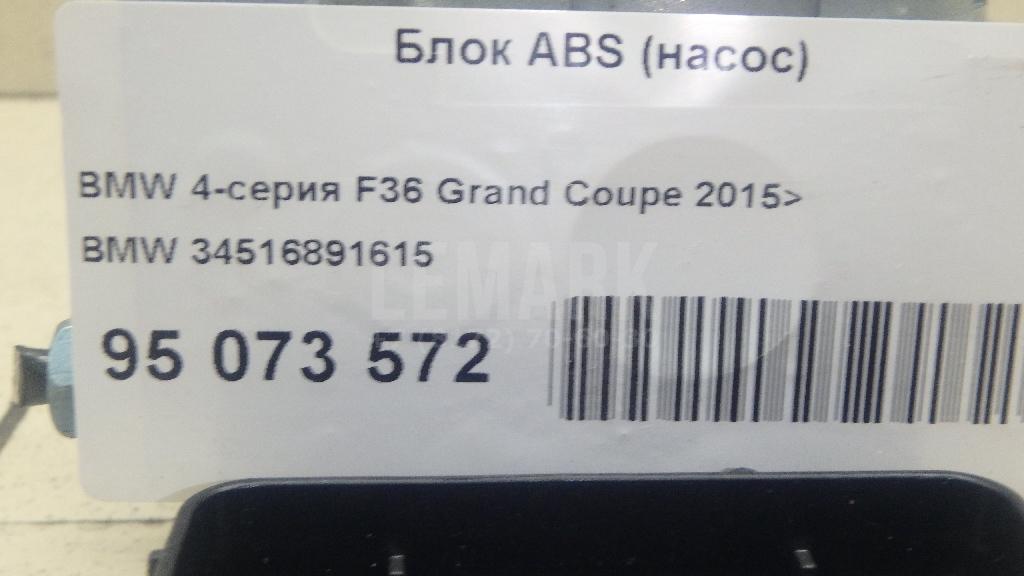 Блок ABS (насос)
BMW 4-серия F36 Grand Coupe 2015>
BMW 34516891615
LEMARK
95 073 572